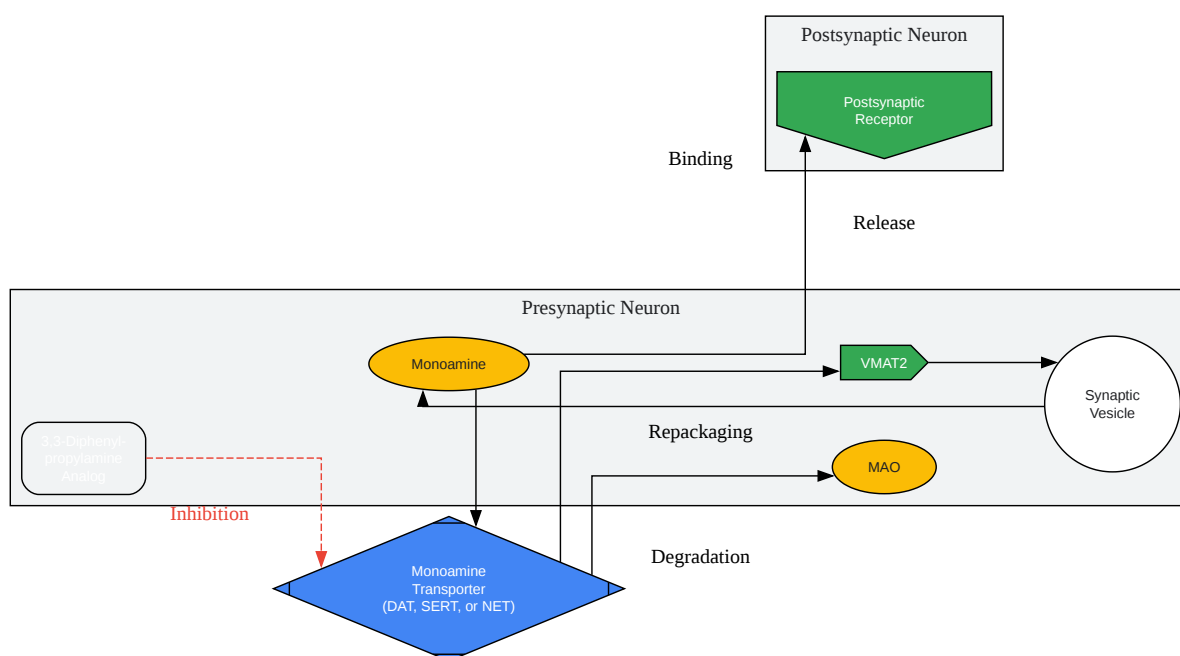 Postsynaptic Neuron
Postsynaptic
Receptor
Binding
Release
Presynaptic Neuron
Monoamine
VMAT2
Synaptic
Vesicle
Repackaging
3,3-Diphenyl-
propylamine
Analog
MAO
Inhibition
Degradation
Monoamine
Transporter
(DAT, SERT, or NET)